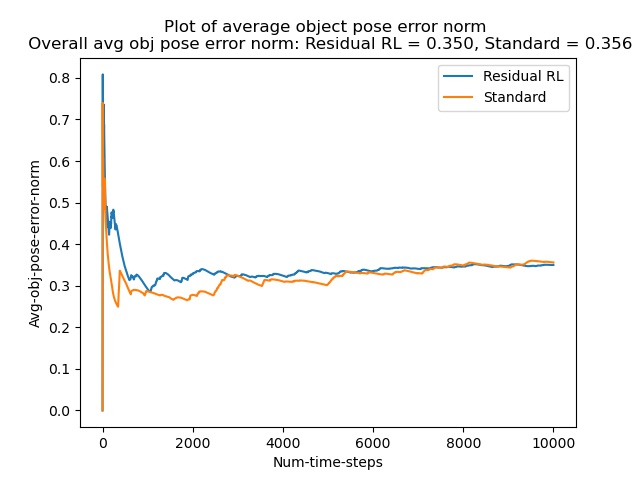 Plot of average object pose error norm
Overall avg obj pose error norm: Residual RL = 0.350, Standard = 0.356
Residual RL
Standard
0.8
0.7
0.6
0.5
0.4
0.3
0.2
0.1
0.0
Avg-obj-pose-error-norm
0 2000 4000 6000 8000 10000
Num-time-steps